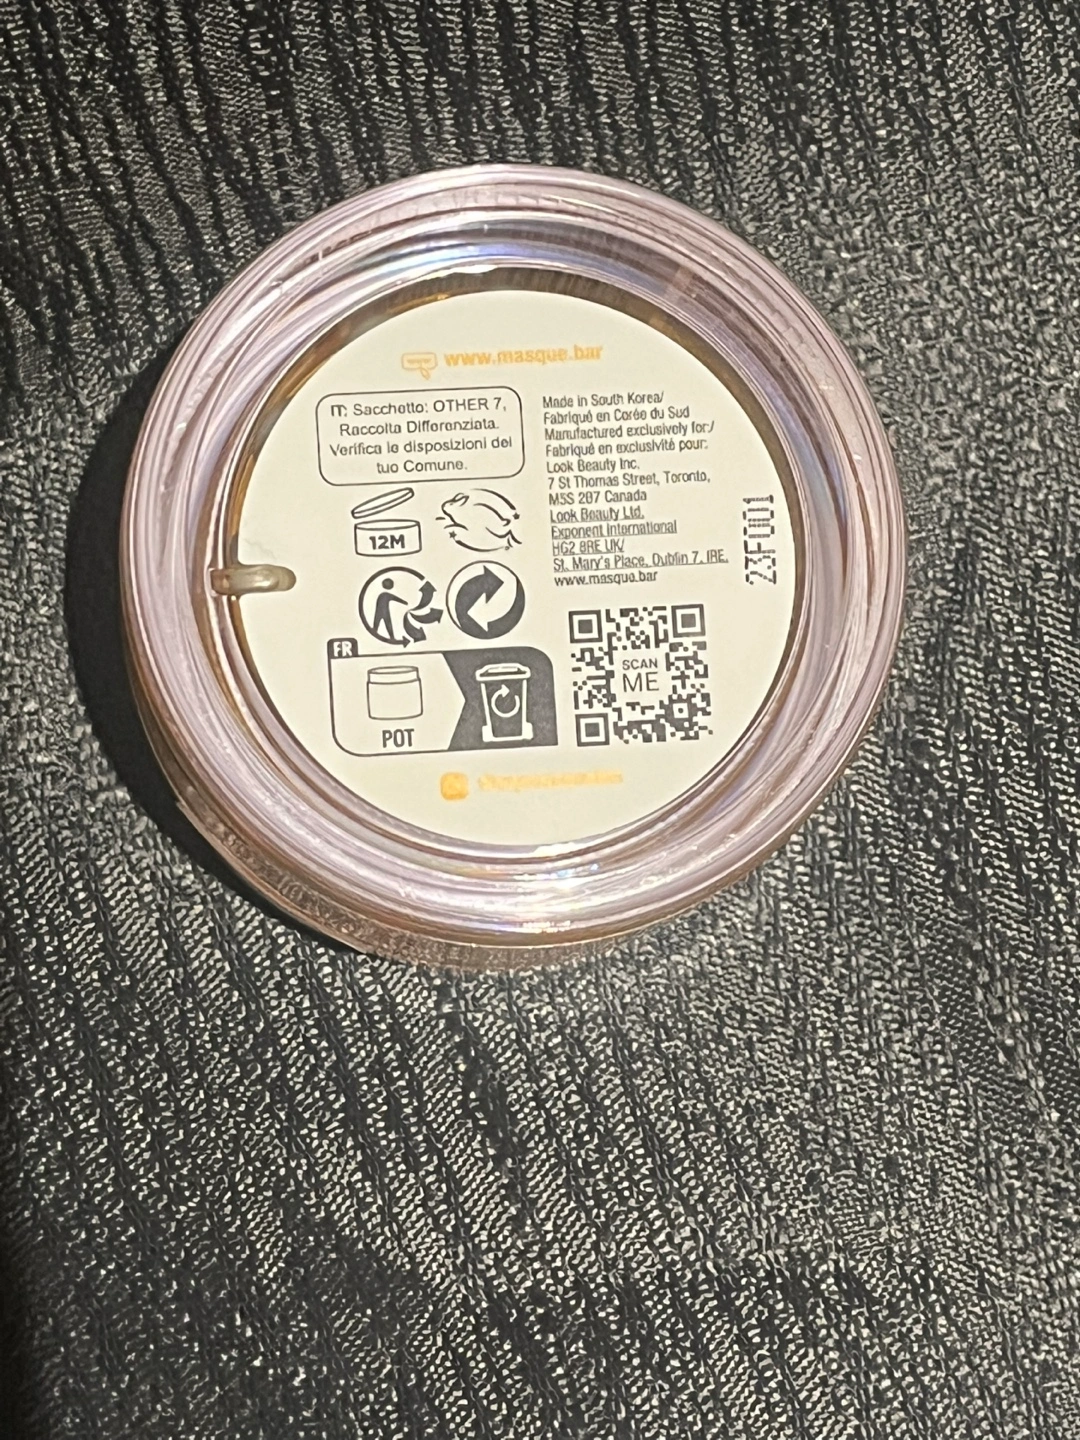 www.masque.bar
IT: Sacchetto: OTHER 7,
Raccolta Differenziata.
Verifica le disposizioni del
tuo Comune.
12M
FR
POT
Made in South Korea/
Fabriqué en Corée du Sud
Manufactured exclusively for:/
Fabriqué en exclusivité pour:
Look Beauty Inc.
7 St Thomas Street, Toronto,
M5S 2B7 Canada
Look Beauty Ltd.
Exponent International
HG2 8RE UK/
St. Mary's Place, Dublin 7, IRE.
www.masque.bar
SCAN
ME
23F001